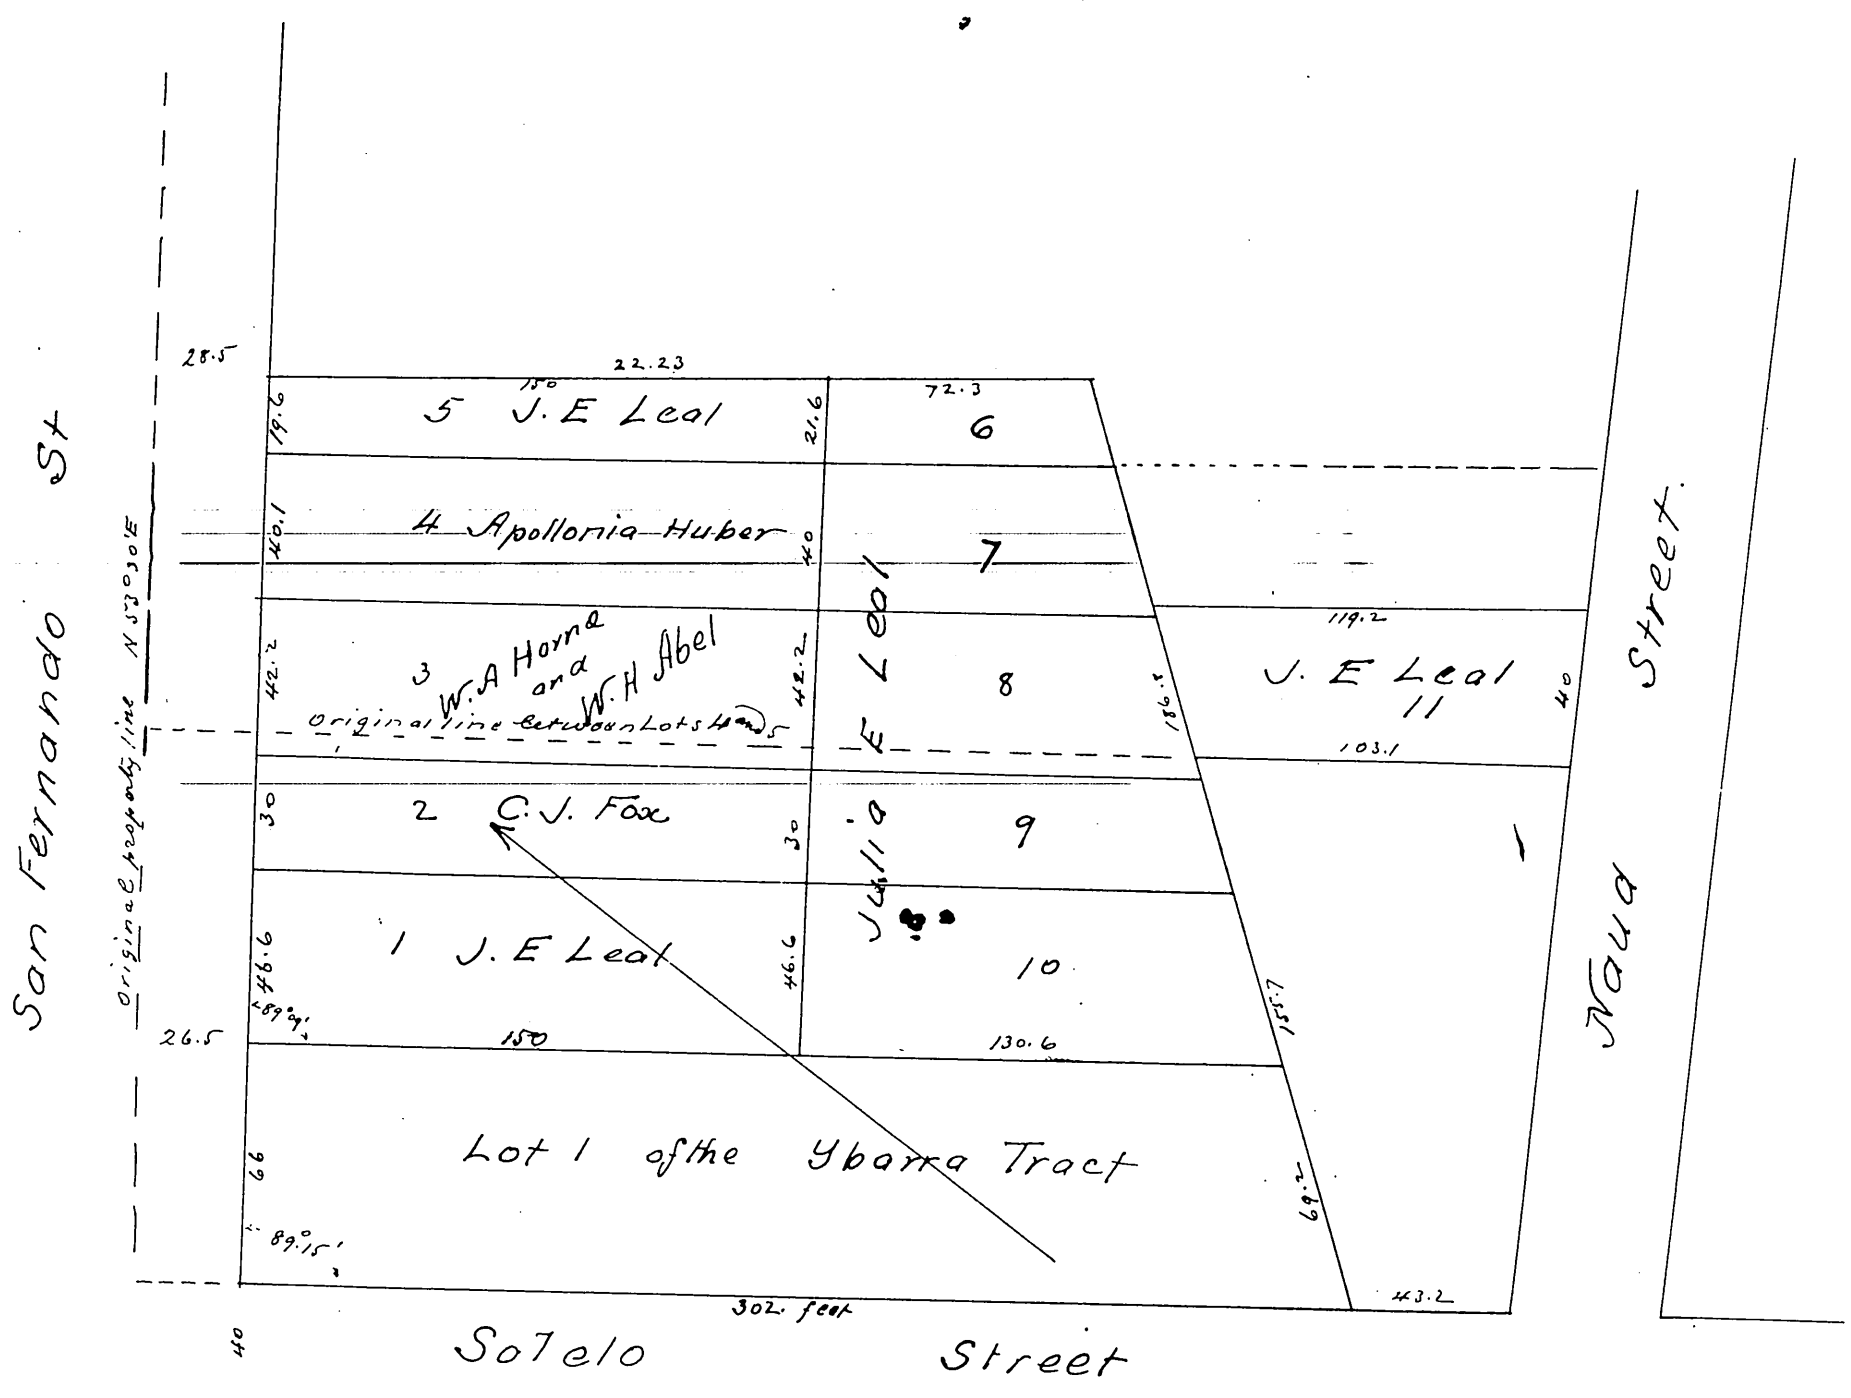 28.5
22.23
150
72.3
19.6
5 J. E Leal
21.6
6
40.1
4 Apollonia Huber
40
7
42.2
3
W. A Horne
and
W. H Abel
42.2
8
186.3
119.2
J. E Leal
11
40
103.1
original line between Lots 4 and 5
30
2 C. J. Fox
30
9
Julia E Leal
46.6
1 J. E Leal
46.6
10
155.7
89° 09'
26.5
150
130.6
66
Lot 1 of the Ybarra Tract
69.2
89° 15'
302. feet
43.2
40
Sotelo Street
San Fernando St
original property line N 53° 30' E
Naud Street.